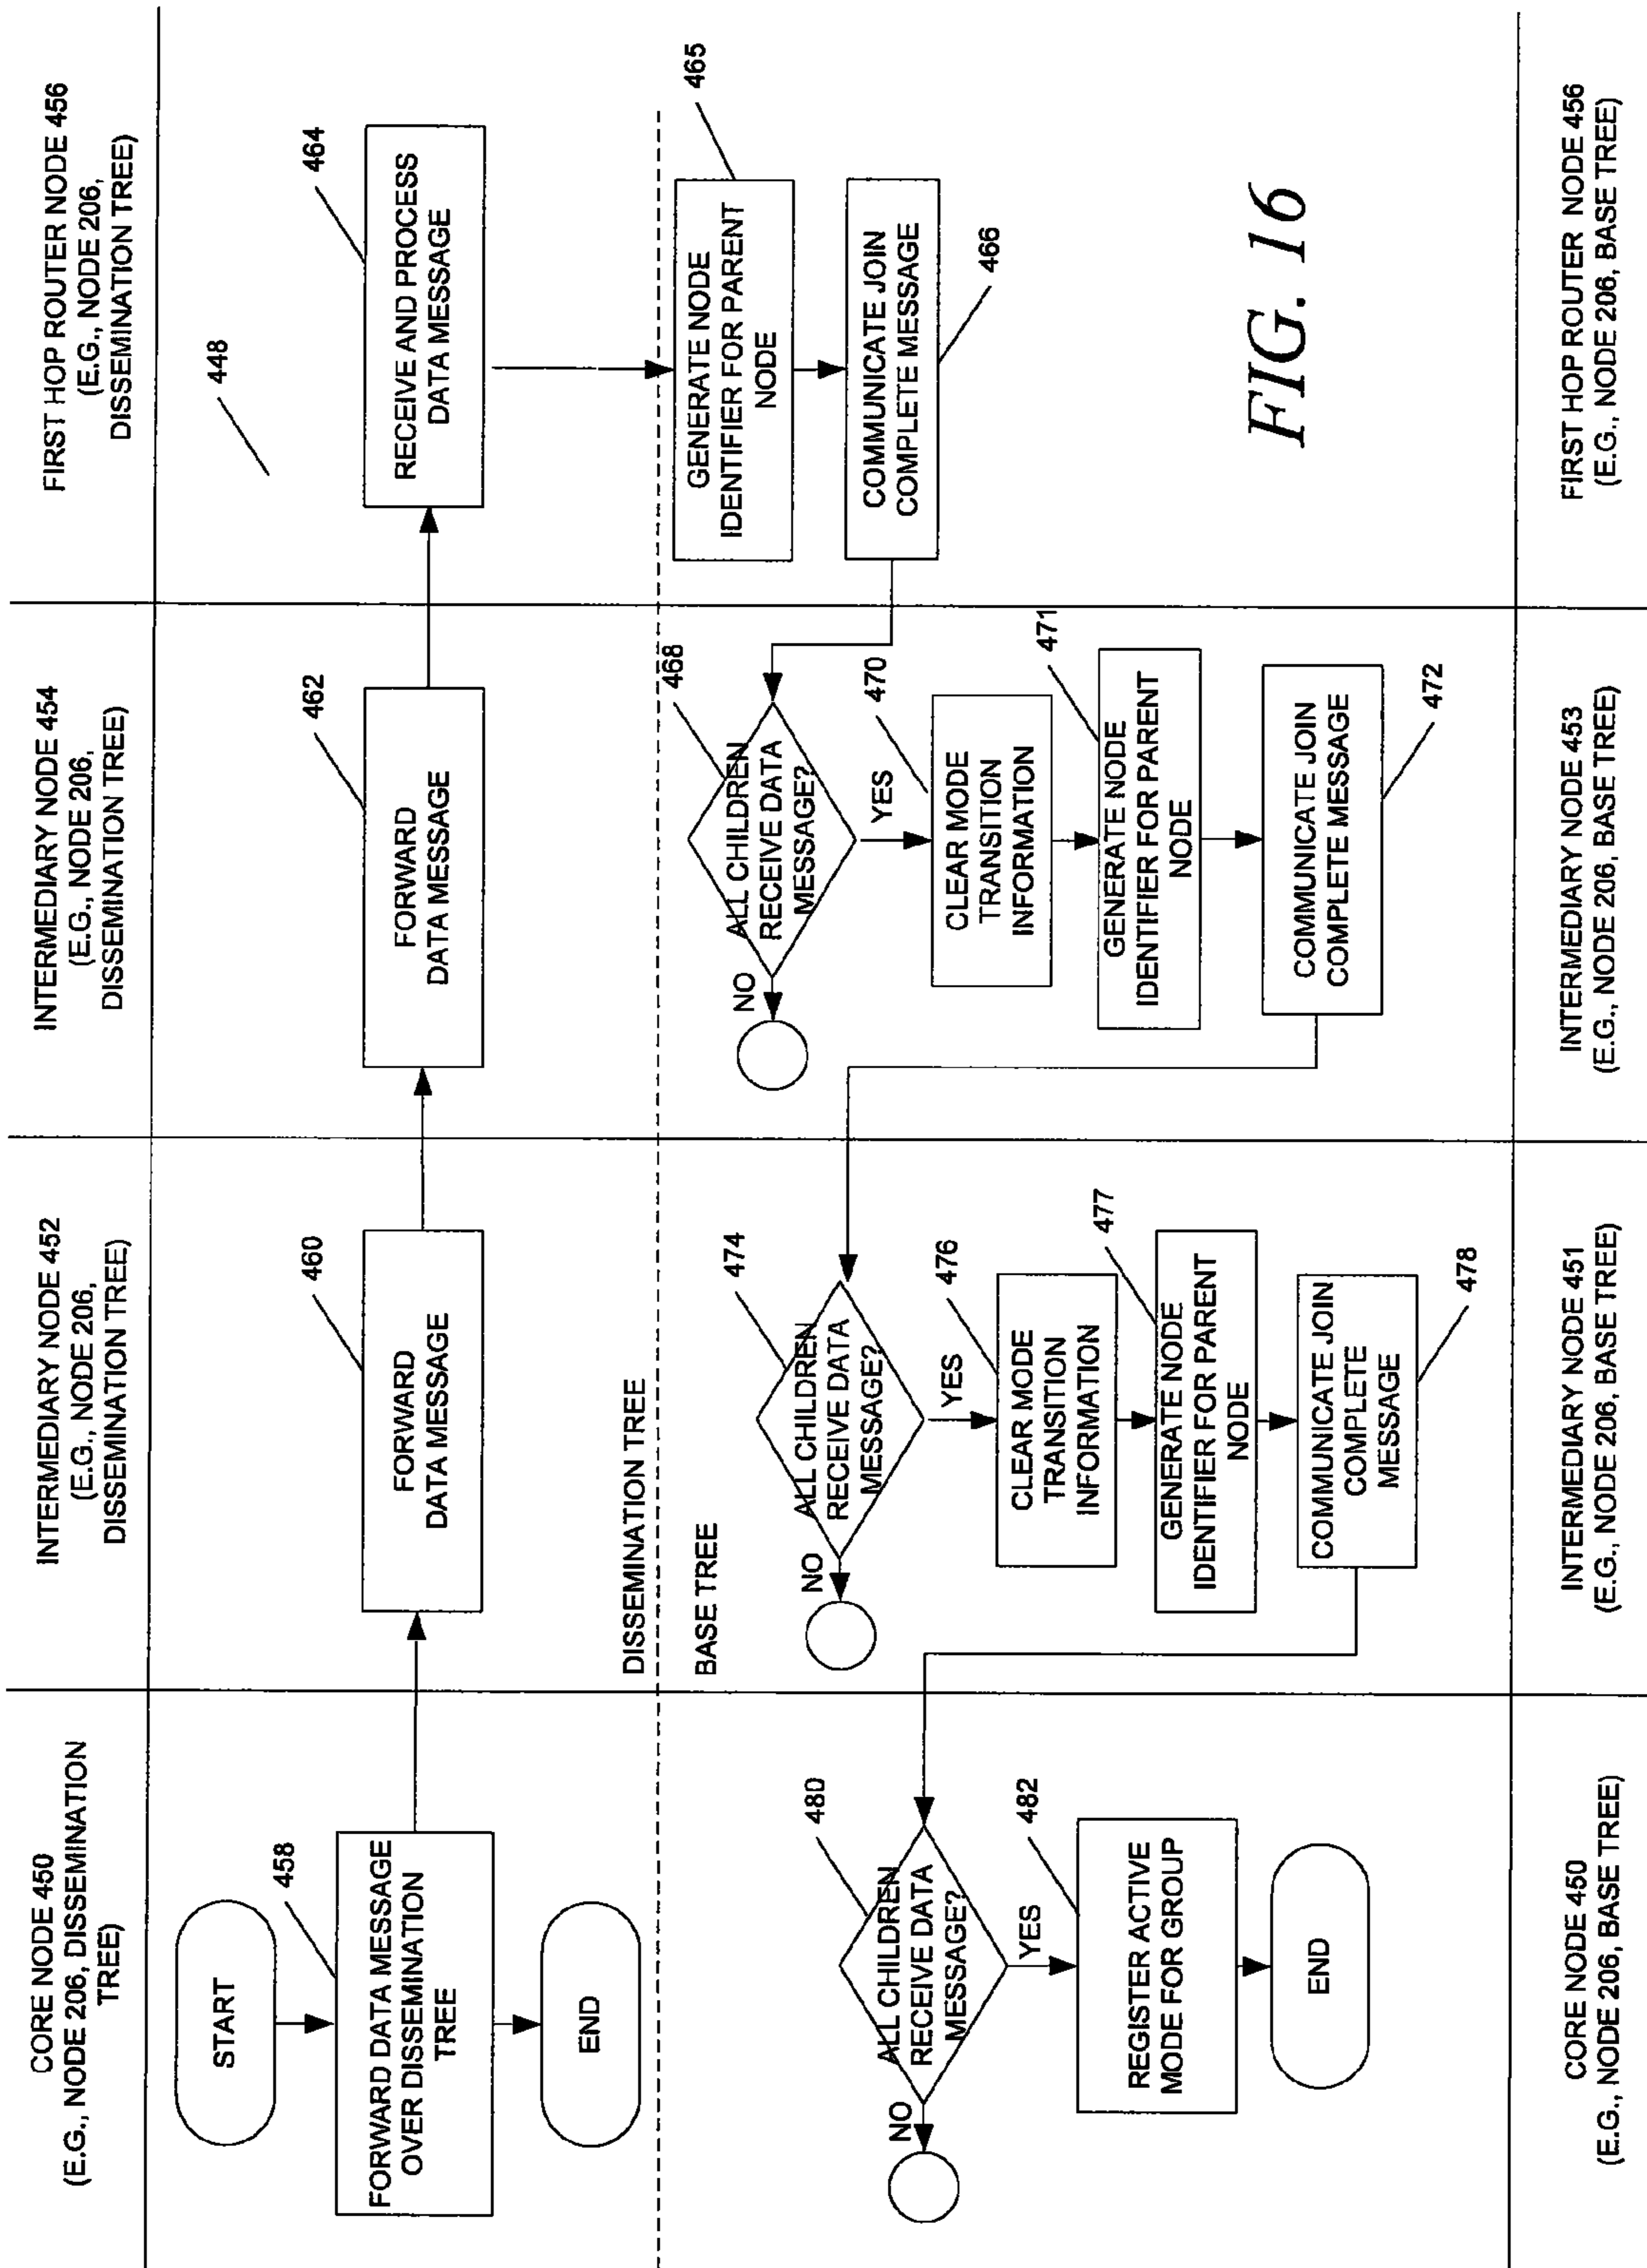 CORE NODE 450
(E.G., NODE 206, DISSEMINATION
TREE)
INTERMEDIARY NODE 452
(E.G., NODE 206,
DISSEMINATION TREE)
INTERMEDIARY NODE 454
(E.G., NODE 206,
DISSEMINATION TREE)
FIRST HOP ROUTER NODE 456
(E.G., NODE 206,
DISSEMINATION TREE)
448
START
458
FORWARD DATA MESSAGE
OVER DISSEMINATION
TREE
END
460
FORWARD
DATA MESSAGE
462
FORWARD
DATA MESSAGE
464
RECEIVE AND PROCESS
DATA MESSAGE
DISSEMINATION TREE
BASE TREE
465
GENERATE NODE
IDENTIFIER FOR PARENT
NODE
COMMUNICATE JOIN
COMPLETE MESSAGE
466
468
ALL CHILDREN
RECEIVE DATA
MESSAGE?
NO
YES
470
CLEAR MODE
TRANSITION
INFORMATION
471
GENERATE NODE
IDENTIFIER FOR PARENT
NODE
COMMUNICATE JOIN
COMPLETE MESSAGE
472
474
ALL CHILDREN
RECEIVE DATA
MESSAGE?
NO
YES
476
CLEAR MODE
TRANSITION
INFORMATION
477
GENERATE NODE
IDENTIFIER FOR PARENT
NODE
COMMUNICATE JOIN
COMPLETE
MESSAGE
478
480
ALL CHILDREN
RECEIVE DATA
MESSAGE?
NO
YES
482
REGISTER ACTIVE
MODE FOR GROUP
END
FIG. 16
CORE NODE 450
(E.G., NODE 206, BASE TREE)
INTERMEDIARY NODE 451
(E.G., NODE 206, BASE TREE)
INTERMEDIARY NODE 453
(E.G., NODE 206, BASE TREE)
FIRST HOP ROUTER NODE 456
(E.G., NODE 206, BASE TREE)